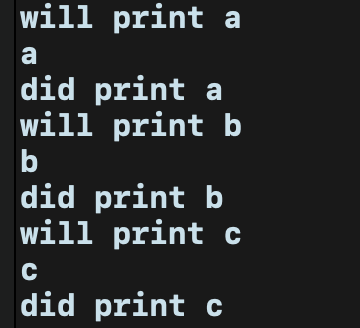 will print a
a
did print a
will print b
b
did print b
will print c
c
did print c